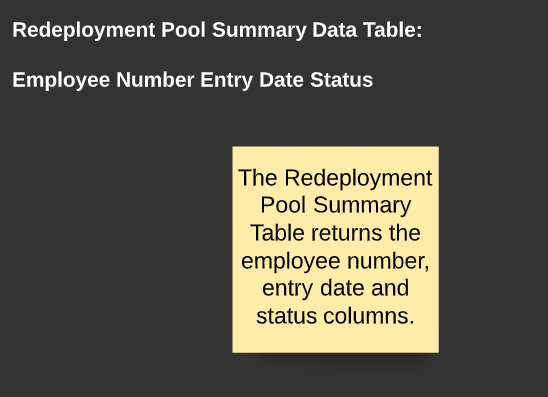 Redeployment Pool Summary Data Table:
Employee Number Entry Date Status
The Redeployment
Pool Summary
Table returns the
employee number,
entry date and
status columns.